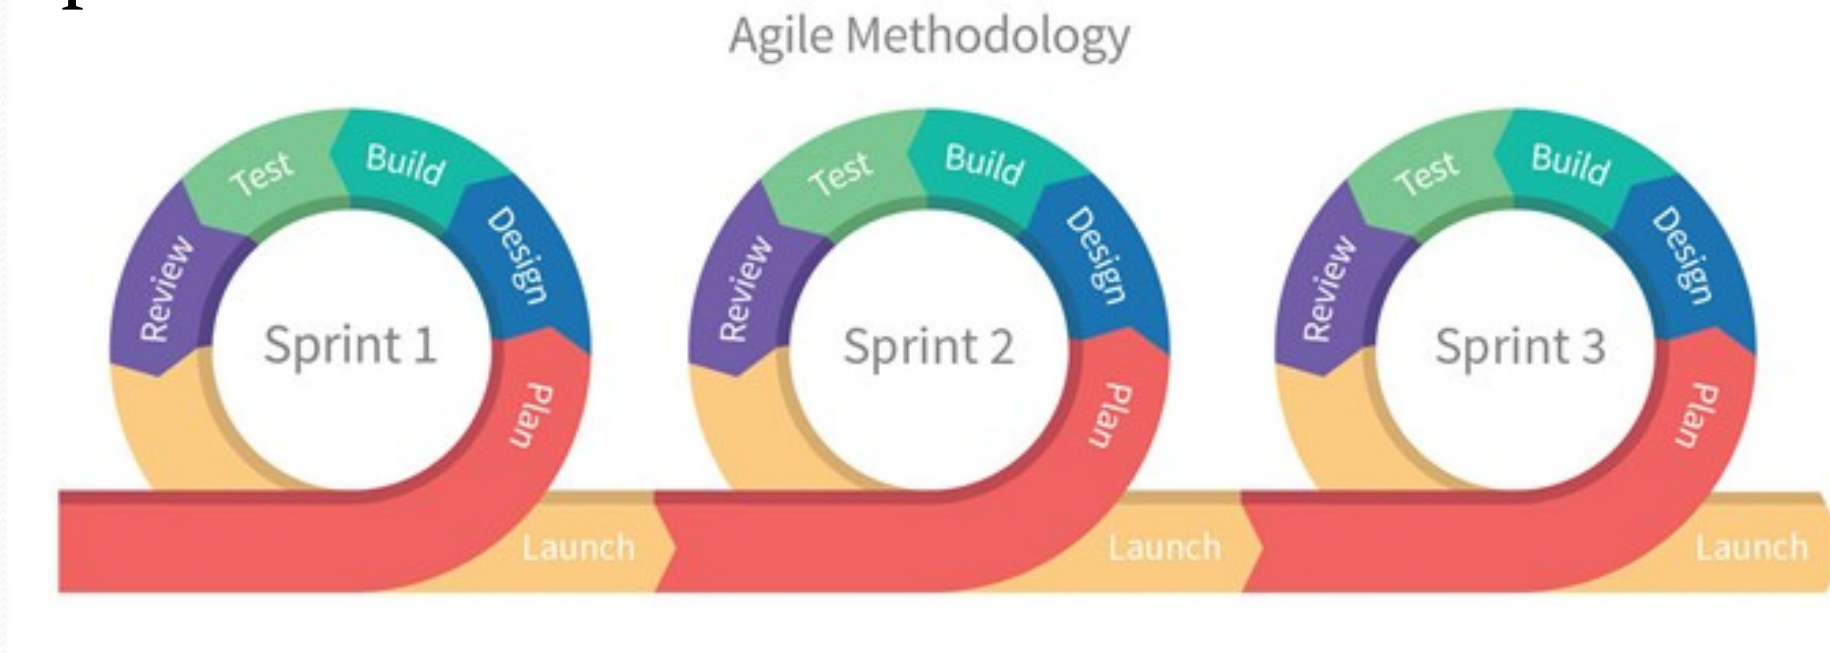 Agile Methodology
Test
Build
Design
Review
Sprint 1
Plan
Launch
Test
Build
Design
Review
Sprint 2
Plan
Launch
Test
Build
Design
Review
Sprint 3
Plan
Launch